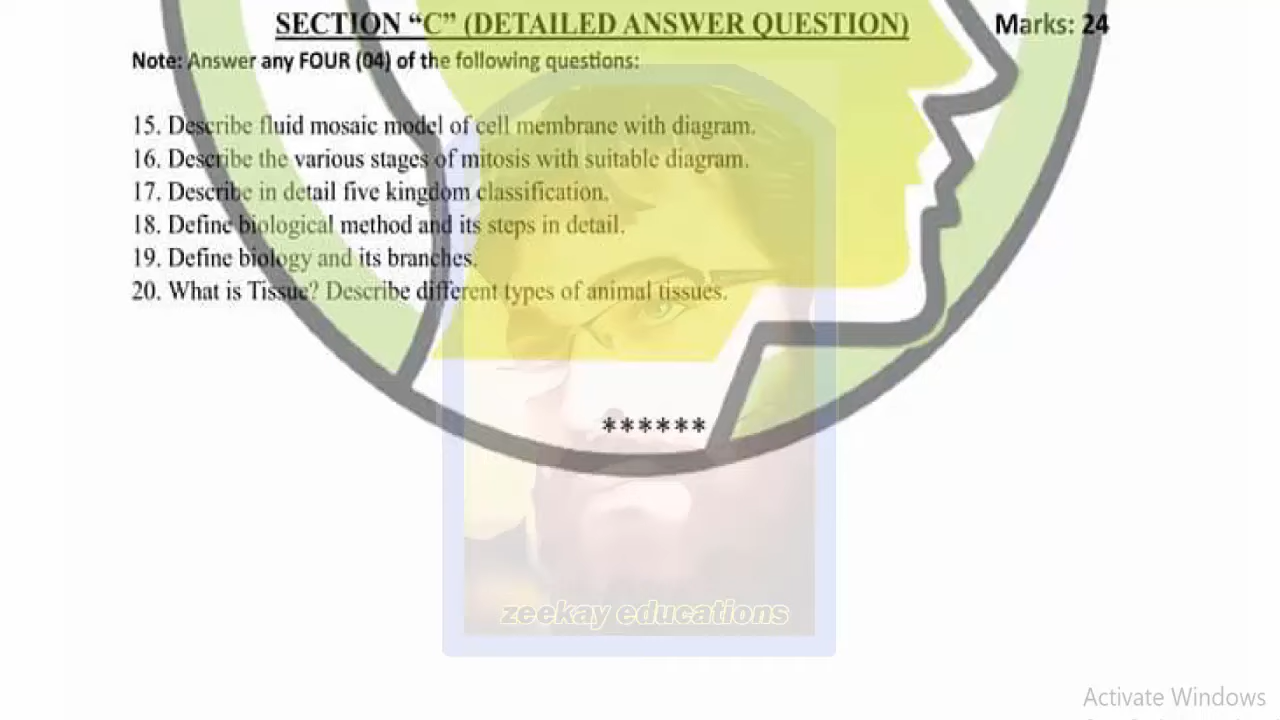 SECTION “C” (DETAILED ANSWER QUESTION) Marks: 24
Note: Answer any FOUR (04) of the following questions:
15. Describe fluid mosaic model of cell membrane with diagram.
16. Describe the various stages of mitosis with suitable diagram.
17. Describe in detail five kingdom classification.
18. Define biological method and its steps in detail.
19. Define biology and its branches.
20. What is Tissue? Describe different types of animal tissues.
******
zeekay educations
Activate Windows